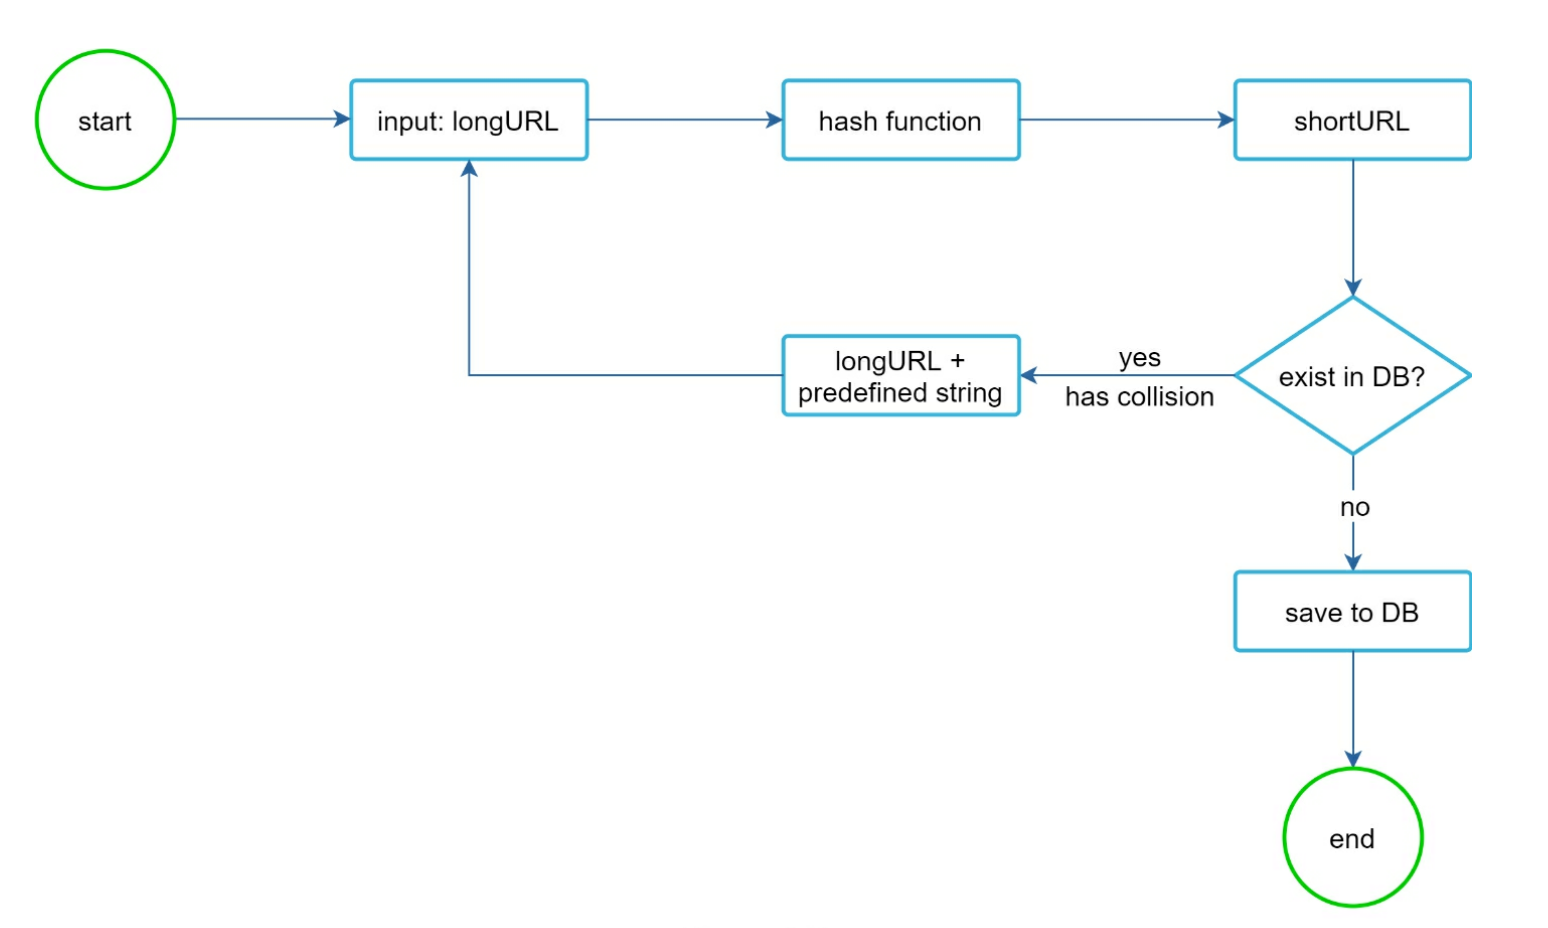 start
input: longURL
hash function
shortURL
longURL +
predefined string
yes
has collision
exist in DB?
no
save to DB
end